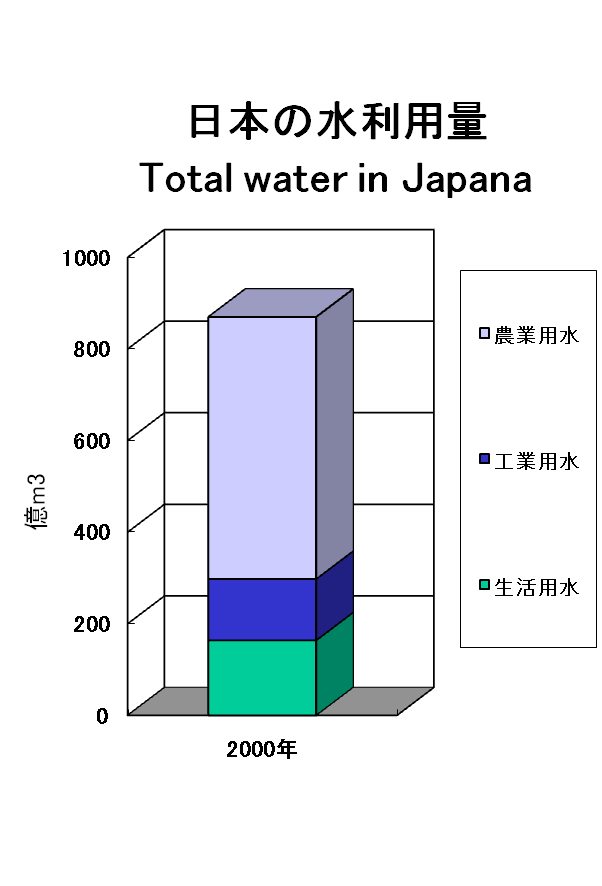 日本の水利用量
Total water in Japana
1000
800
600
400
200
0
億m3
2000年
農業用水
工業用水
生活用水